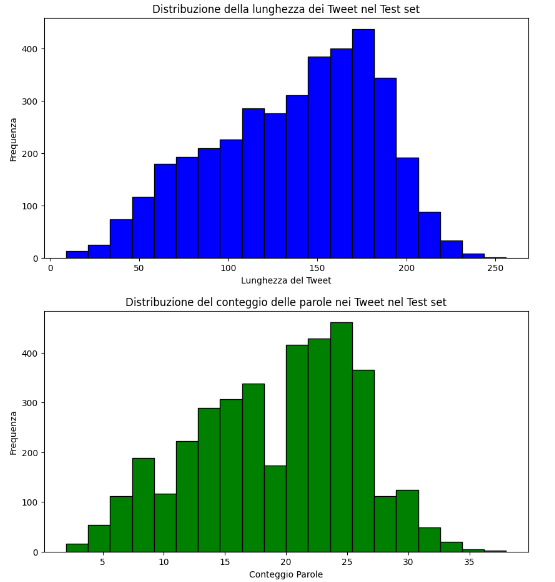 Distribuzione della lunghezza dei Tweet nel Test set
400
300
200
100
0
Frequenza
0 50 100 150 200 250
Lunghezza del Tweet
Distribuzione del conteggio delle parole nei Tweet nel Test set
400
300
200
100
0
Frequenza
5 10 15 20 25 30 35
Conteggio Parole